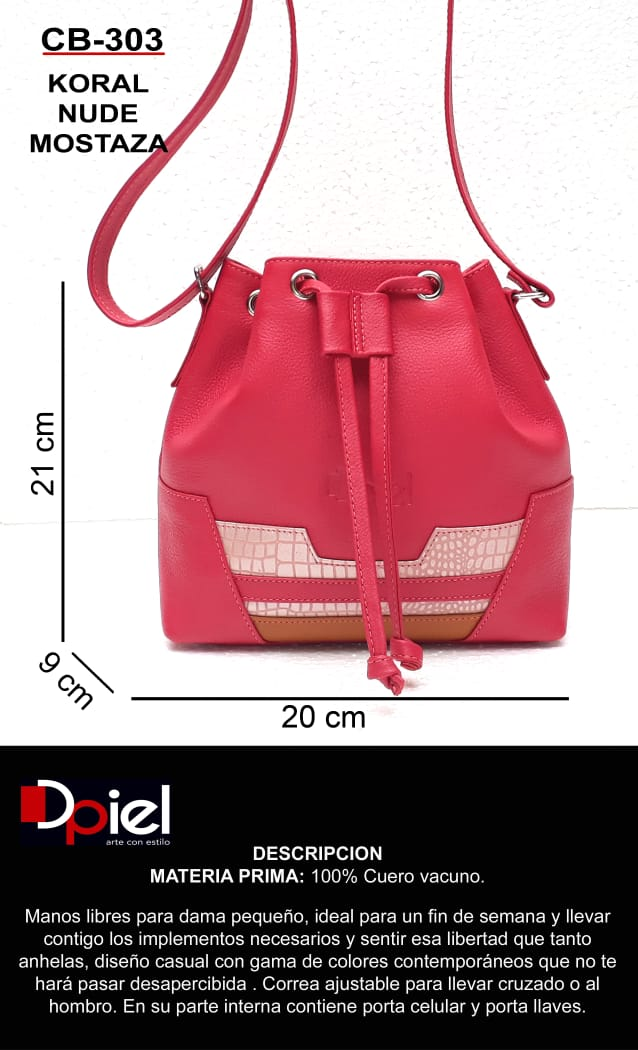 CB-303
KORAL
NUDE
MOSTAZA
21 cm
9 cm
20 cm
Dpiel
Dpiel
arte con estilo
DESCRIPCION
MATERIA PRIMA: 100% Cuero vacuno.
Manos libres para dama pequeño, ideal para un fin de semana y llevar
contigo los implementos necesarios y sentir esa libertad que tanto
anhelas, diseño casual con gama de colores contemporáneos que no te
hará pasar desapercibida . Correa ajustable para llevar cruzado o al
hombro. En su parte interna contiene porta celular y porta llaves.